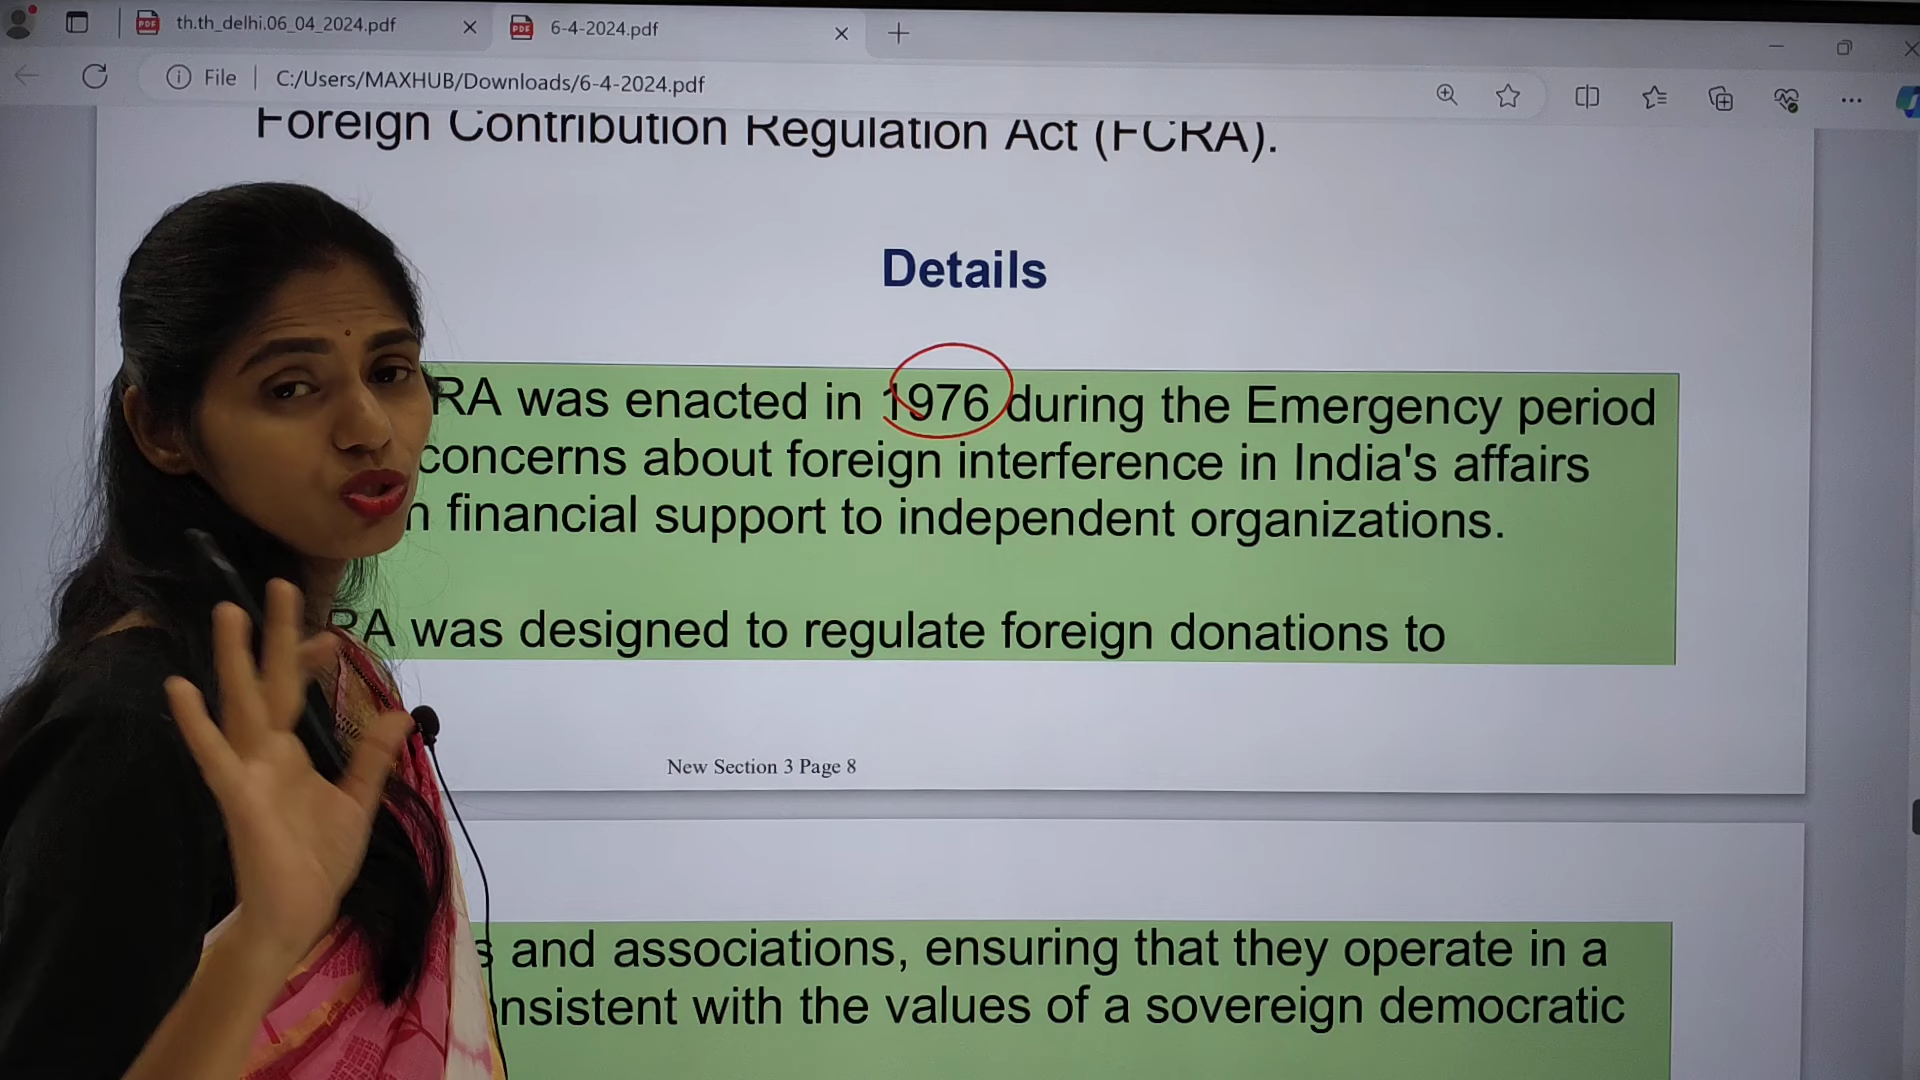 th.th_delhi.06_04_2024.pdf
6-4-2024.pdf
File
C:/Users/MAXHUB/Downloads/6-4-2024.pdf
Foreign Contribution Regulation Act (FCRA).
Details
RA was enacted in 1976 during the Emergency period
concerns about foreign interference in India's affairs
n financial support to independent organizations.
RA was designed to regulate foreign donations to
New Section 3 Page 8
s and associations, ensuring that they operate in a
onsistent with the values of a sovereign democratic